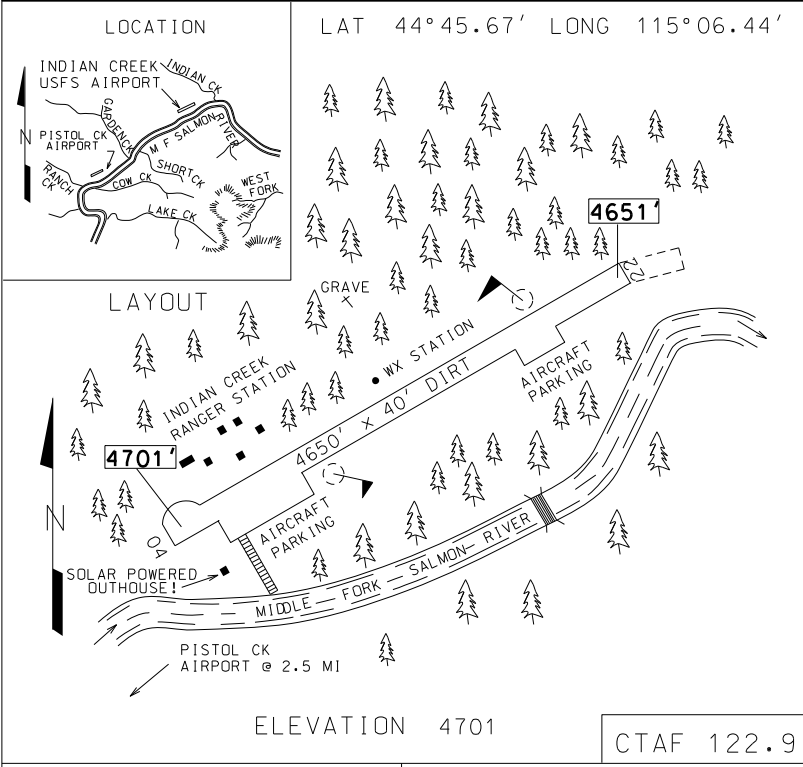 LOCATION
LAT 44°45.67' LONG 115°06.44'
INDIAN CREEK
USFS AIRPORT
INDIAN CK
GARDEN CK
M F SALMON RIVER
N
PISTOL CK
AIRPORT
SHORT CK
RANCH
CK
COW CK
WEST
FORK
LAKE CK
4651'
22
LAYOUT
GRAVE
WX STATION
INDIAN CREEK
RANGER STATION
4650' x 40' DIRT
AIRCRAFT
PARKING
4701'
N
04
AIRCRAFT
PARKING
SOLAR POWERED
OUTHOUSE!
MIDDLE FORK SALMON RIVER
PISTOL CK
AIRPORT @ 2.5 MI
ELEVATION 4701
CTAF 122.9